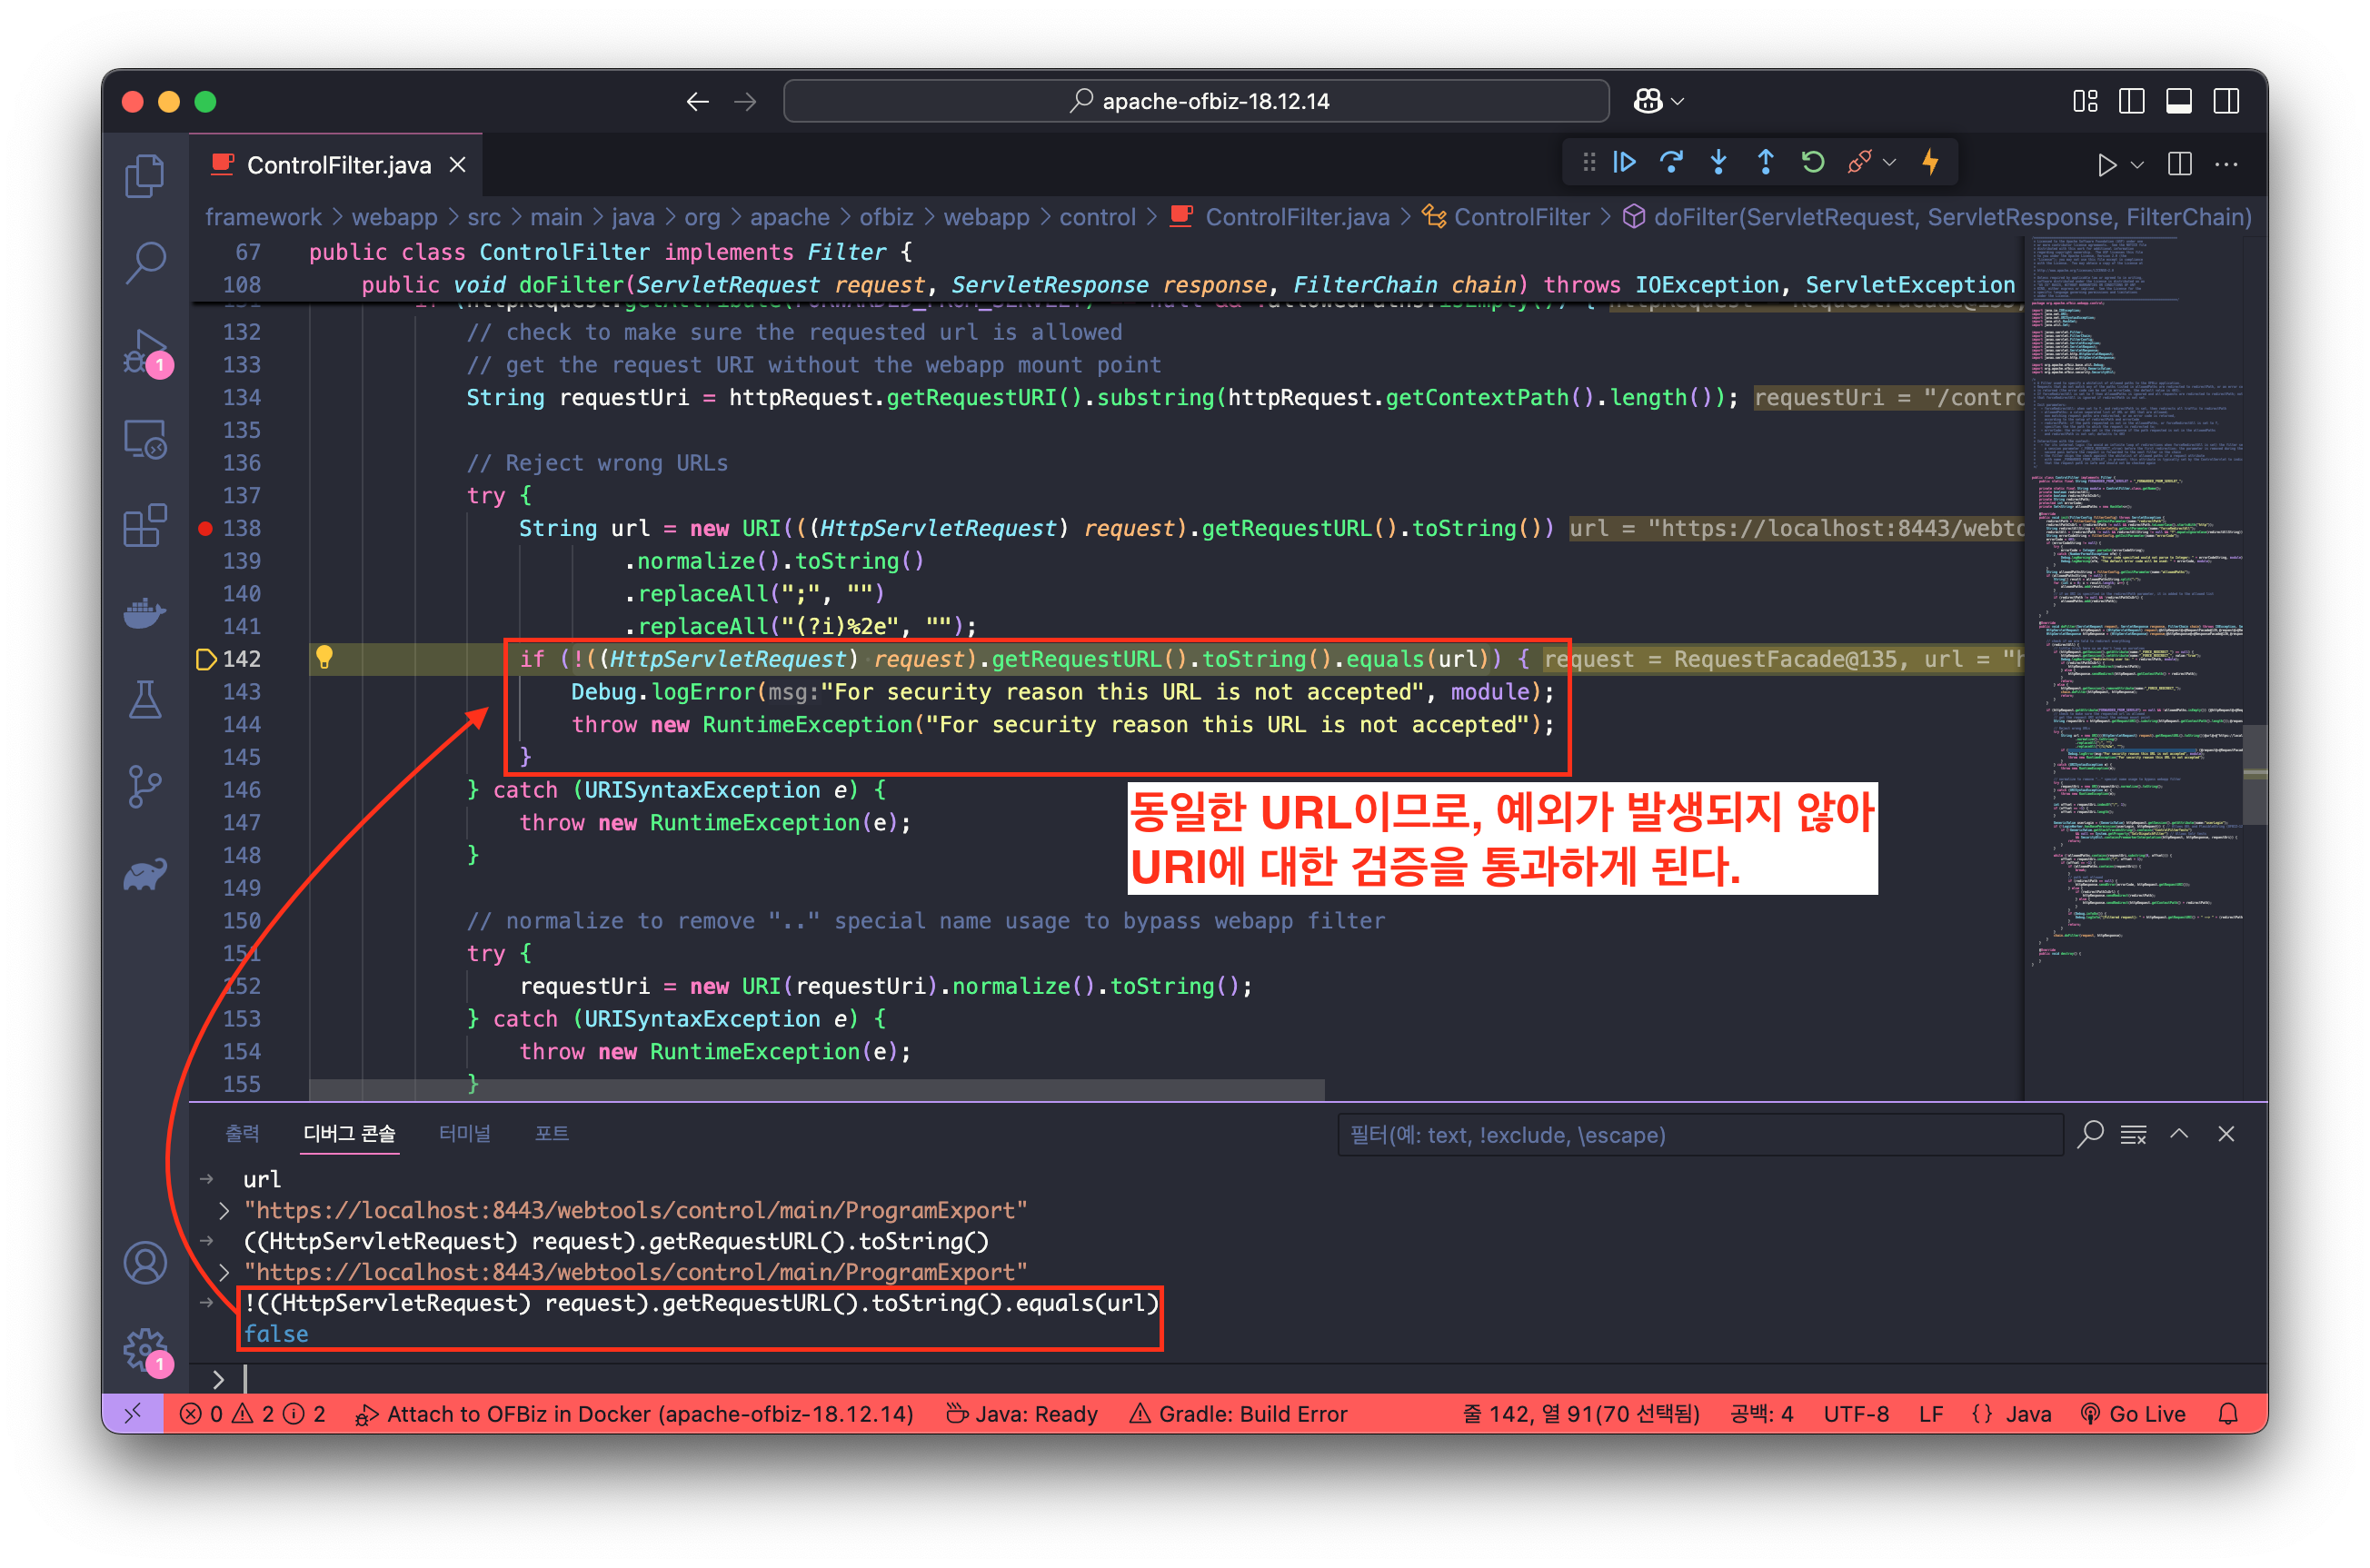 apache-ofbiz-18.12.14
ControlFilter.java
framework > webapp > src > main > java > org > apache > ofbiz > webapp > control > ControlFilter.java > ControlFilter > doFilter(ServletRequest, ServletResponse, FilterChain)
67 public class ControlFilter implements Filter {
108 public void doFilter(ServletRequest request, ServletResponse response, FilterChain chain) throws IOException, ServletException
132 // check to make sure the requested url is allowed
133 // get the request URI without the webapp mount point
134 String requestUri = httpRequest.getRequestURI().substring(httpRequest.getContextPath().length()); requestUri = "/contro
135
136 // Reject wrong URLs
137 try {
138 String url = new URI(((HttpServletRequest) request).getRequestURL().toString()) url = "https://localhost:8443/webto
139 .normalize().toString()
140 .replaceAll(";", "")
141 .replaceAll("(?i)%2e", "");
142 if (!((HttpServletRequest) request).getRequestURL().toString().equals(url)) { request = RequestFacade@135, url = "h
143 Debug.logError(msg:"For security reason this URL is not accepted", module);
144 throw new RuntimeException("For security reason this URL is not accepted");
145 }
146 } catch (URISyntaxException e) {
147 throw new RuntimeException(e);
148 }
149
150 // normalize to remove ".." special name usage to bypass webapp filter
151 try {
152 requestUri = new URI(requestUri).normalize().toString();
153 } catch (URISyntaxException e) {
154 throw new RuntimeException(e);
155 }
동일한 URL이므로, 예외가 발생되지 않아
URI에 대한 검증을 통과하게 된다.
출력 디버그 콘솔 터미널 포트
필터(예: text, !exclude, \escape)
url
"https://localhost:8443/webtools/control/main/ProgramExport"
((HttpServletRequest) request).getRequestURL().toString()
"https://localhost:8443/webtools/control/main/ProgramExport"
!((HttpServletRequest) request).getRequestURL().toString().equals(url)
false
1
1
0 2 2 Attach to OFBiz in Docker (apache-ofbiz-18.12.14) Java: Ready Gradle: Build Error 줄 142, 열 91(70 선택됨) 공백: 4 UTF-8 LF {} Java Go Live